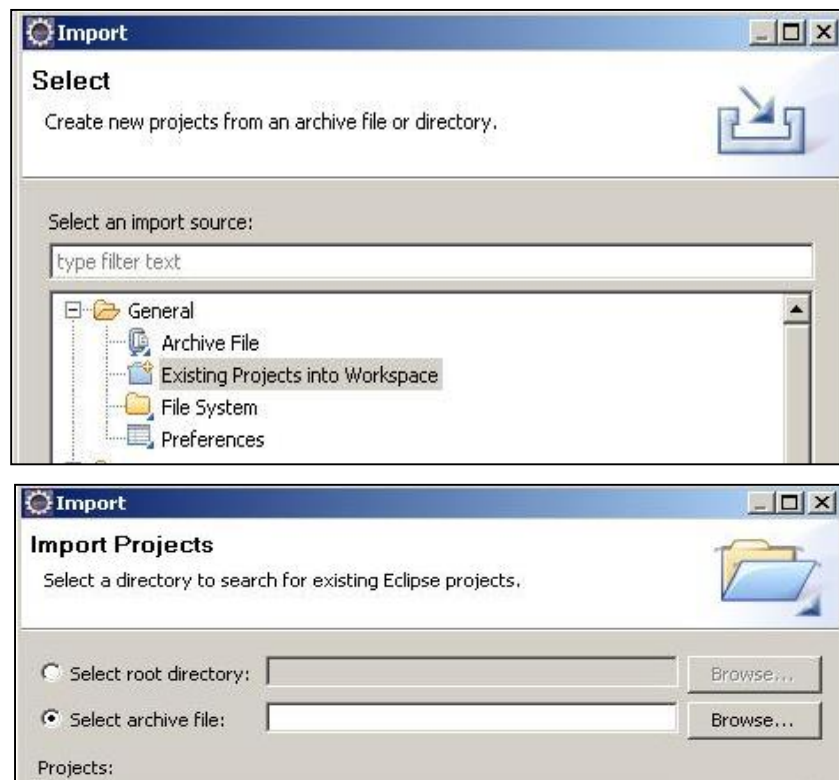 Import
Select
Create new projects from an archive file or directory.
Select an import source:
type filter text
General
Archive File
Existing Projects into Workspace
File System
Preferences
Import
Import Projects
Select a directory to search for existing Eclipse projects.
Select root directory: Browse...
Select archive file: Browse...
Projects: